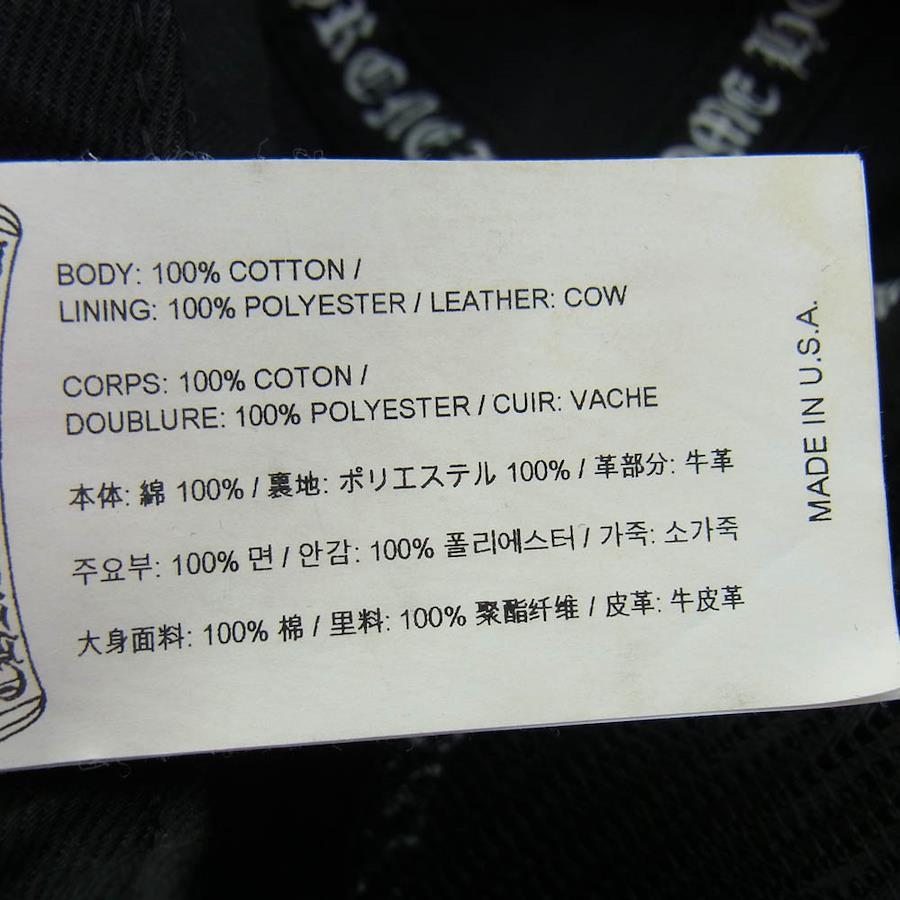 OME H
BODY: 100% COTTON /
LINING: 100% POLYESTER / LEATHER: COW
CORPS: 100% COTON /
DOUBLURE: 100% POLYESTER / CUIR: VACHE
本体: 綿 100% / 裏地: ポリエステル 100% / 革部分: 牛革
주요부: 100% 면 / 안감: 100% 폴리에스터 / 가죽: 소가죽
大身面料: 100% 棉 / 里料: 100% 聚酯纤维 / 皮革: 牛皮革
MADE IN U.S.A.